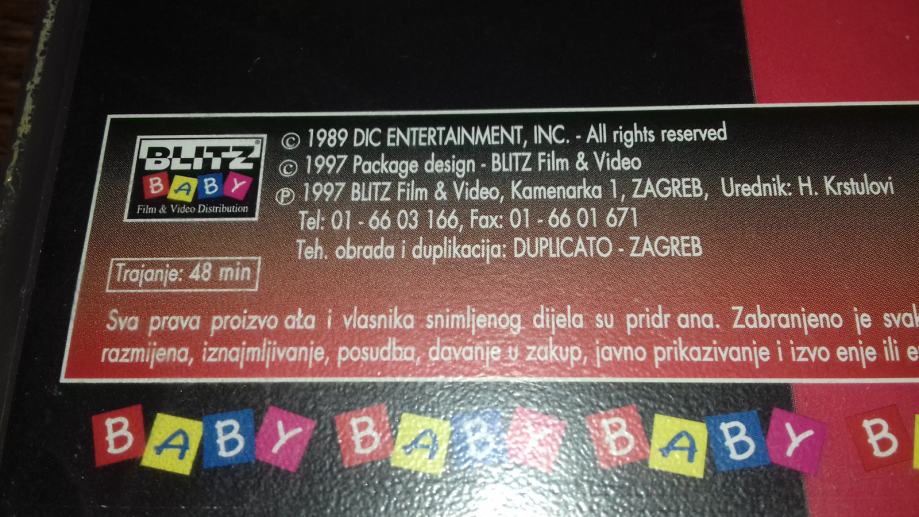 BLITZ
BABY
Film & Video Distribution
© 1989 DIC ENTERTAINMENT, INC. - All rights reserved
© 1997 Package design - BLITZ Film & Video
℗ 1997 BLITZ Film & Video, Kamenarka 1, ZAGREB, Urednik: H. Krstulovi
Tel: 01 - 66 03 166, Fax: 01 - 66 01 671
Teh. obrada i duplikacija: DUPLICATO - ZAGREB
Trajanje: 48 min
Sva prava proizvo ača i vlasnika snimljenog dijela su pridr ana. Zabranjeno je svak
razmijena, iznajmljivanje, posudba, davanje u zakup, javno prikazivanje i izvo enje ili
BABY BABY BABY B